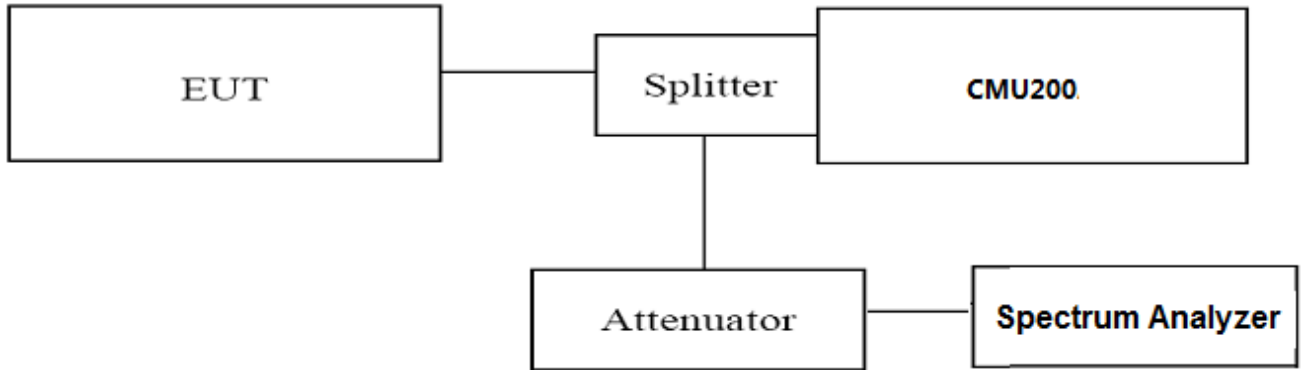 EUT
Splitter
CMU200
Attenuator
Spectrum Analyzer